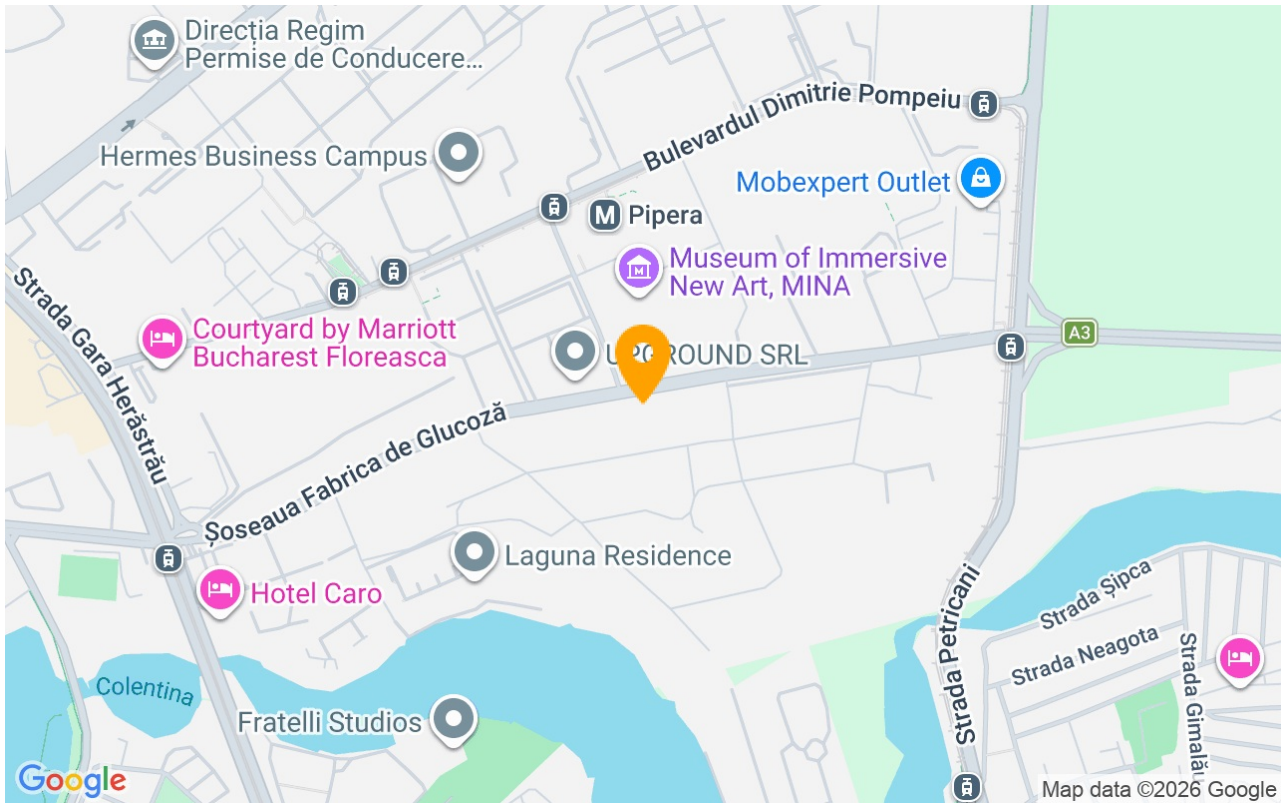 Direcția Regim
Permise de Conducere...
Bulevardul Dimitrie Pompeiu
Hermes Business Campus
Mobexpert Outlet
M Pipera
Museum of Immersive
New Art, MINA
Strada Gara Herăstrău
Courtyard by Marriott
Bucharest Floreasca
A3
ROUND SRL
Șoseaua Fabrica de Glucoză
Laguna Residence
Hotel Caro
Strada Petricani
Strada Șipca
Strada Neagota
Strada Gimalău
Colentina
Fratelli Studios
Google
Map data ©2026 Google